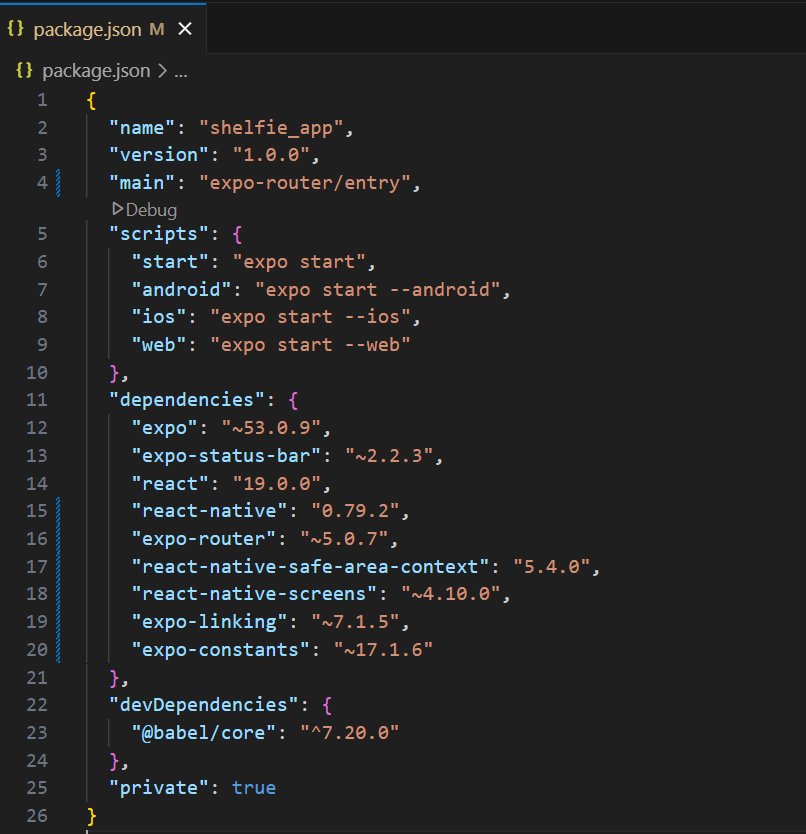 {} package.json M ×
{} package.json > ...
1 {
2 "name": "shelfie_app",
3 "version": "1.0.0",
4 "main": "expo-router/entry",
Debug
5 "scripts": {
6 "start": "expo start",
7 "android": "expo start --android",
8 "ios": "expo start --ios",
9 "web": "expo start --web"
10 },
11 "dependencies": {
12 "expo": "~53.0.9",
13 "expo-status-bar": "~2.2.3",
14 "react": "19.0.0",
15 "react-native": "0.79.2",
16 "expo-router": "~5.0.7",
17 "react-native-safe-area-context": "5.4.0",
18 "react-native-screens": "~4.10.0",
19 "expo-linking": "~7.1.5",
20 "expo-constants": "~17.1.6"
21 },
22 "devDependencies": {
23 "@babel/core": "^7.20.0"
24 },
25 "private": true
26 }